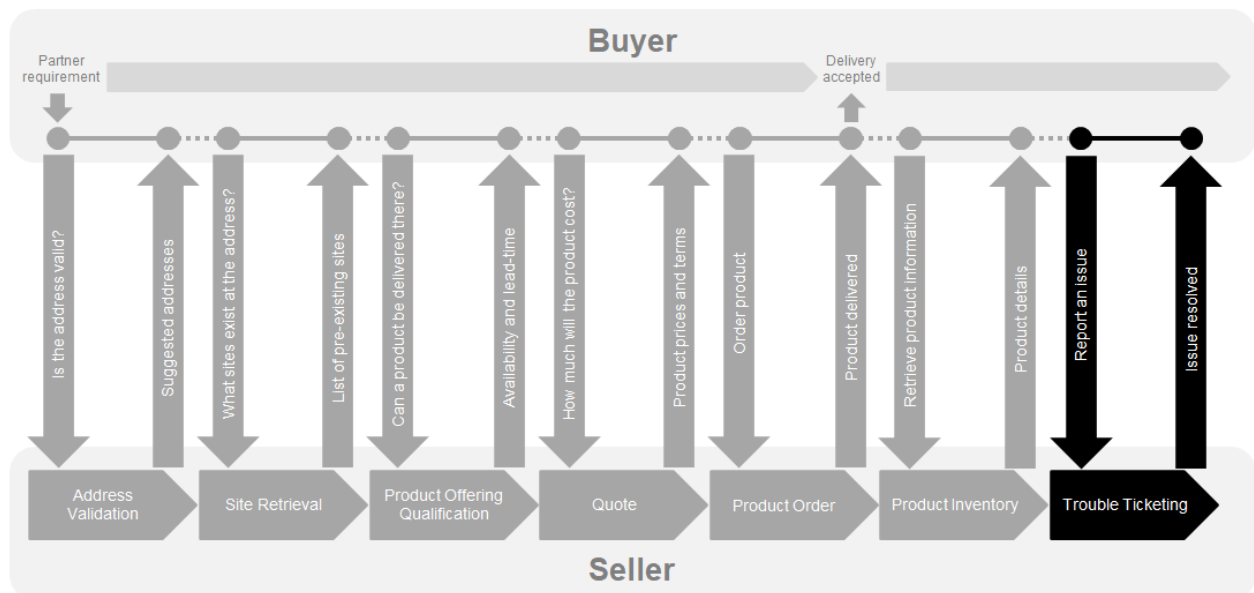 Buyer
Partner
requirement
Delivery
accepted
Is the address valid?
Suggested addresses
What sites exist at the address?
List of pre-existing sites
Can a product be delivered there?
Availability and lead-time
How much will the product cost?
Product prices and terms
Order product
Product delivered
Retrieve product information
Product details
Report an issue
Issue resolved
Address
Validation
Site Retrieval
Product Offering
Qualification
Quote
Product Order
Product Inventory
Trouble Ticketing
Seller